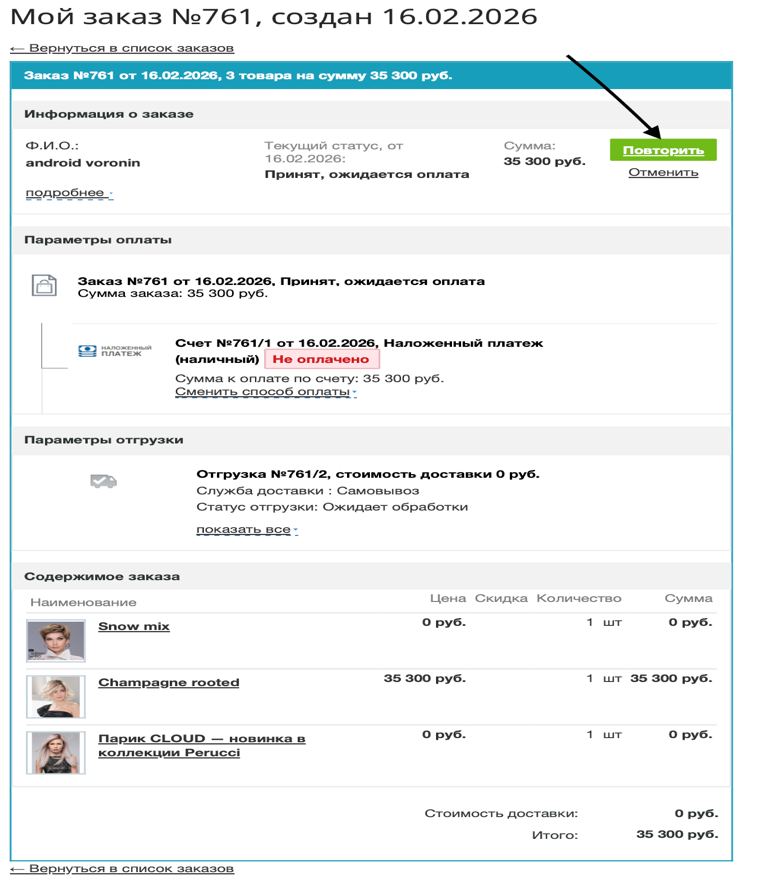 Мой заказ №761, создан 16.02.2026
← Вернуться в список заказов
Заказ №761 от 16.02.2026, 3 товара на сумму 35 300 руб.
Информация о заказе
Ф.И.О.:
android voronin
подробнее
Текущий статус, от
16.02.2026:
Принят, ожидается оплата
Сумма:
35 300 руб.
Повторить
Отменить
Параметры оплаты
Заказ №761 от 16.02.2026, Принят, ожидается оплата
Сумма заказа: 35 300 руб.
НАЛОЖЕННЫЙ
ПЛАТЕЖ
Счет №761/1 от 16.02.2026, Наложенный платеж
(наличный) Не оплачено
Сумма к оплате по счету: 35 300 руб.
Сменить способ оплаты
Параметры отгрузки
Отгрузка №761/2, стоимость доставки 0 руб.
Служба доставки : Самовывоз
Статус отгрузки: Ожидает обработки
показать все
Содержимое заказа
Наименование Цена Скидка Количество Сумма
Snow mix 0 руб. 1 шт 0 руб.
Champagne rooted 35 300 руб. 1 шт 35 300 руб.
Парик CLOUD — новинка в 0 руб. 1 шт 0 руб.
коллекции Perucci
Стоимость доставки: 0 руб.
Итого: 35 300 руб.
← Вернуться в список заказов